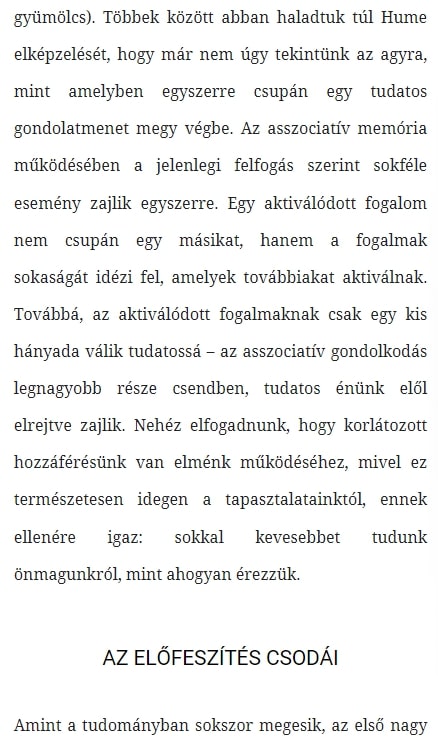 gyümölcs). Többek között abban haladtuk túl Hume
elképzelését, hogy már nem úgy tekintünk az agyra,
mint amelyben egyszerre csupán egy tudatos
gondolatmenet megy végbe. Az asszociatív memória
működésében a jelenlegi felfogás szerint sokféle
esemény zajlik egyszerre. Egy aktiválódott fogalom
nem csupán egy másikat, hanem a fogalmak
sokaságát idézi fel, amelyek továbbiakat aktiválnak.
Továbbá, az aktiválódott fogalmaknak csak egy kis
hányada válik tudatossá – az asszociatív gondolkodás
legnagyobb része csendben, tudatos énünk elől
elrejtve zajlik. Nehéz elfogadnunk, hogy korlátozott
hozzáférésünk van elménk működéséhez, mivel ez
természetesen idegen a tapasztalatainktól, ennek
ellenére igaz: sokkal kevesebbet tudunk
önmagunkról, mint ahogyan érezzük.
AZ ELŐFESZÍTÉS CSODÁI
Amint a tudományban sokszor megesik, az első nagy